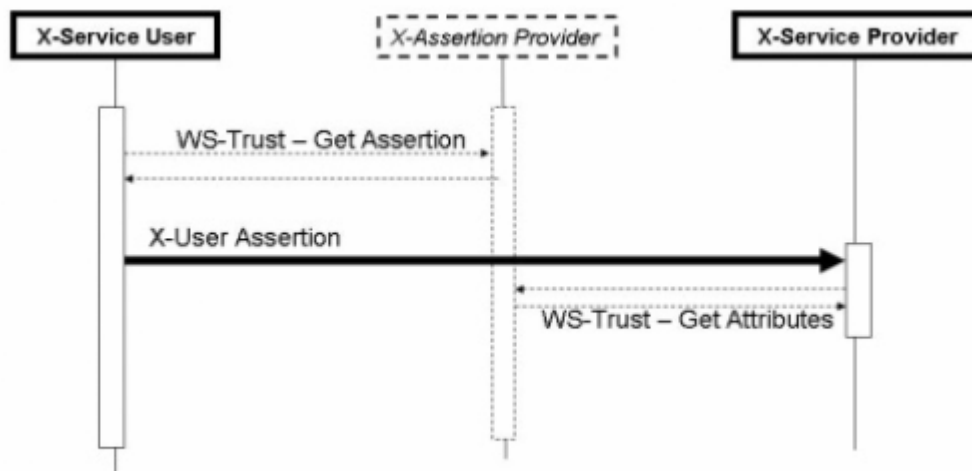 X-Service User
X-Assertion Provider
X-Service Provider
WS-Trust – Get Assertion
X-User Assertion
WS-Trust – Get Attributes